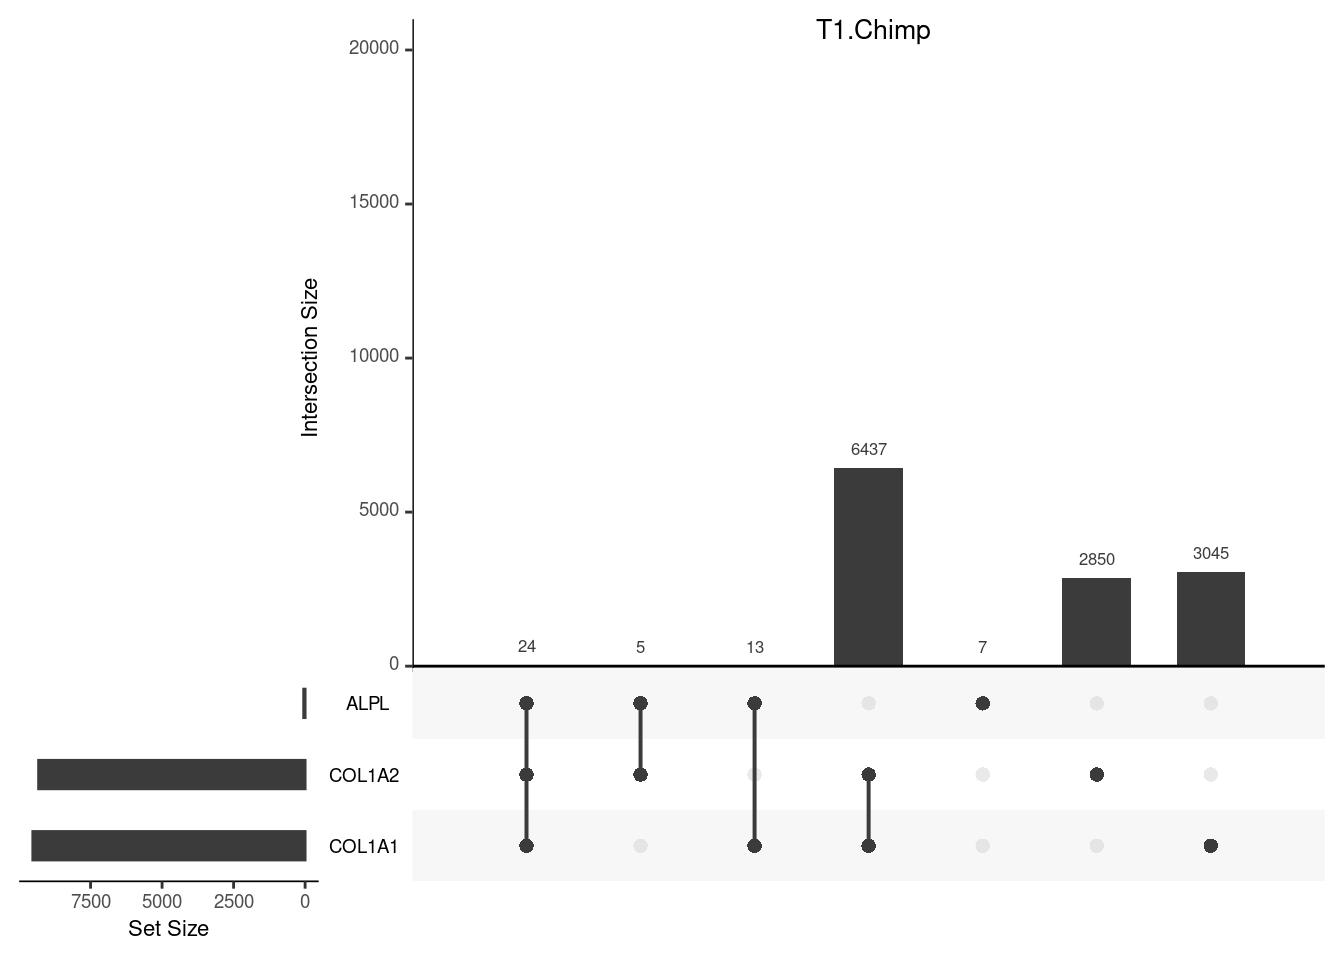 T1.Chimp
20000
15000
10000
5000
0
Intersection Size
6437
2850
3045
24
5
13
7
ALPL
COL1A2
COL1A1
7500 5000 2500 0
Set Size